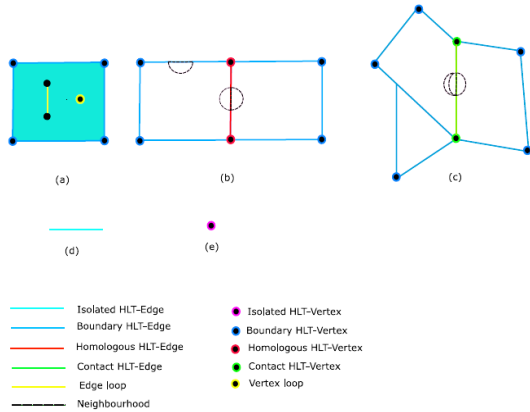 (a)
(b)
(c)
(d)
(e)
Isolated HLT-Edge
Boundary HLT-Edge
Homologous HLT-Edge
Contact HLT-Edge
Edge loop
Neighbourhood
Isolated HLT-Vertex
Boundary HLT-Vertex
Homologous HLT-Vertex
Contact HLT-Vertex
Vertex loop